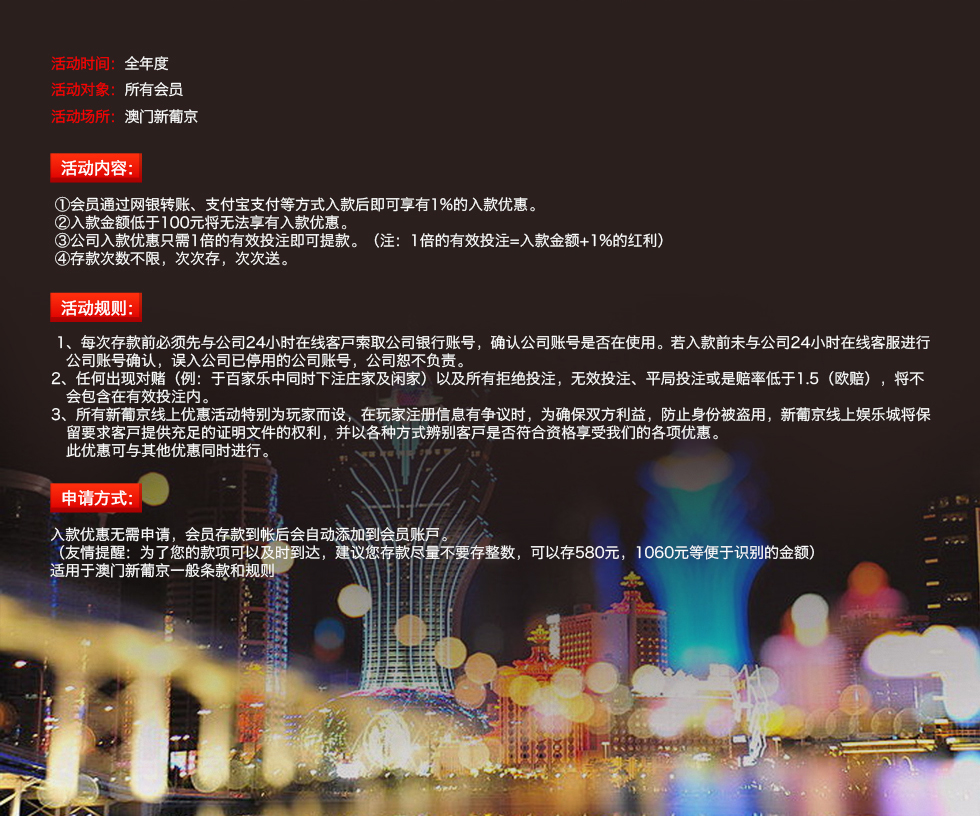 活动时间：全年度
活动对象：所有会员
活动场所：澳门新葡京
活动内容：
①会员通过网银转账、支付宝支付等方式入款后即可享有1%的入款优惠。
②入款金额低于100元将无法享有入款优惠。
③公司入款优惠只需1倍的有效投注即可提款。（注：1倍的有效投注=入款金额+1%的红利）
④存款次数不限，次次存，次次送。
活动规则：
1、每次存款前必须先与公司24小时在线客戸索取公司银行账号，确认公司账号是否在使用。若入款前未与公司24小时在线客服进行
公司账号确认，误入公司已停用的公司账号，公司恕不负责。
2、任何出现对赌（例：于百家乐中同时下注庄家及闲家）以及所有拒绝投注，无效投注、平局投注或是赔率低于1.5（欧赔），将不
会包含在有效投注内。
3、所有新葡京线上优惠活动特别为玩家而设，在玩家注册信息有争议时，为确保双方利益，防止身份被盗用，新葡京线上娱乐城将保
留要求客戸提供充足的证明文件的权利，并以各种方式辨别客戸是否符合资格享受我们的各项优惠。
此优惠可与其他优惠同时进行。
申请方式：
入款优惠无需申请，会员存款到帐后会自动添加到会员账戸。
（友情提醒：为了您的款项可以及时到达，建议您存款尽量不要存整数，可以存580元，1060元等便于识别的金额）
适用于澳门新葡京一般条款和规则